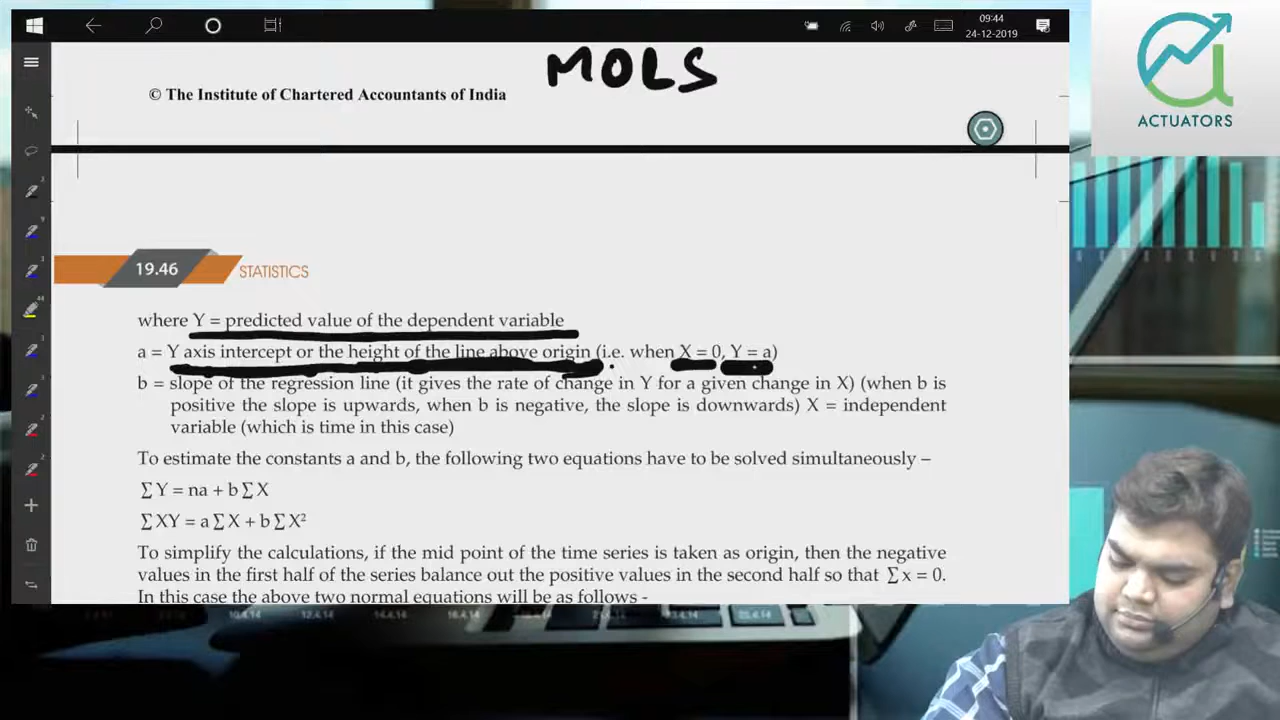 09:44
24-12-2019
MOLS
© The Institute of Chartered Accountants of India
ACTUATORS
19.46 STATISTICS
where Y = predicted value of the dependent variable
a = Y axis intercept or the height of the line above origin (i.e. when X = 0, Y = a)
b = slope of the regression line (it gives the rate of change in Y for a given change in X) (when b is
positive the slope is upwards, when b is negative, the slope is downwards) X = independent
variable (which is time in this case)
To estimate the constants a and b, the following two equations have to be solved simultaneously –
∑ Y = na + b ∑ X
∑ XY = a ∑ X + b ∑ X²
To simplify the calculations, if the mid point of the time series is taken as origin, then the negative
values in the first half of the series balance out the positive values in the second half so that ∑ x = 0.
In this case the above two normal equations will be as follows -